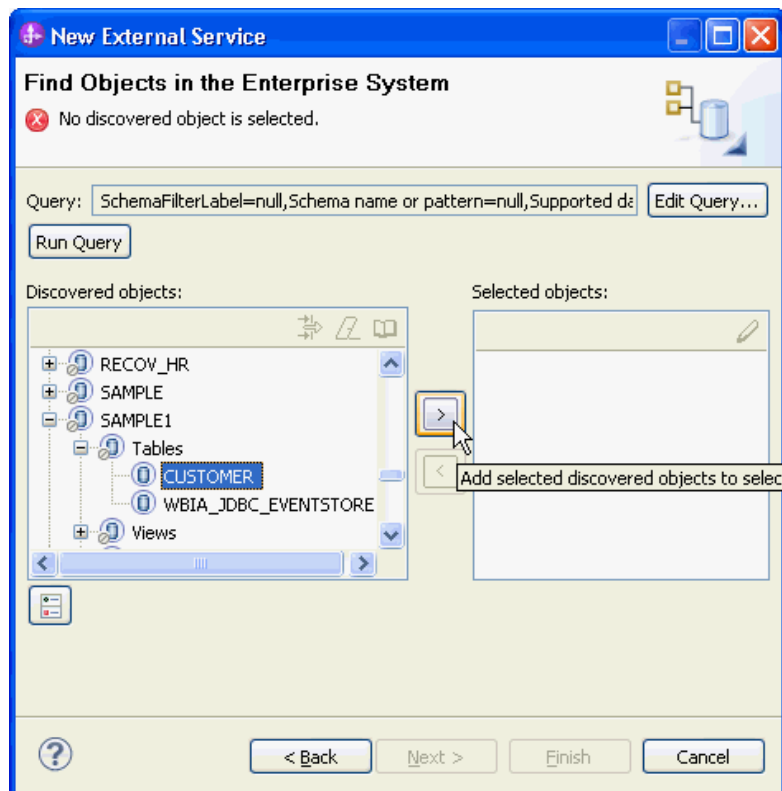 New External Service
Find Objects in the Enterprise System
No discovered object is selected.
Query: SchemaFilterLabel=null,Schema name or pattern=null,Supported da Edit Query...
Run Query
Discovered objects: Selected objects:
RECOV_HR
SAMPLE
SAMPLE1
Tables
CUSTOMER
WBIA_JDBC_EVENTSTORE
Views
>
<
Add selected discovered objects to selec
< Back Next > Finish Cancel